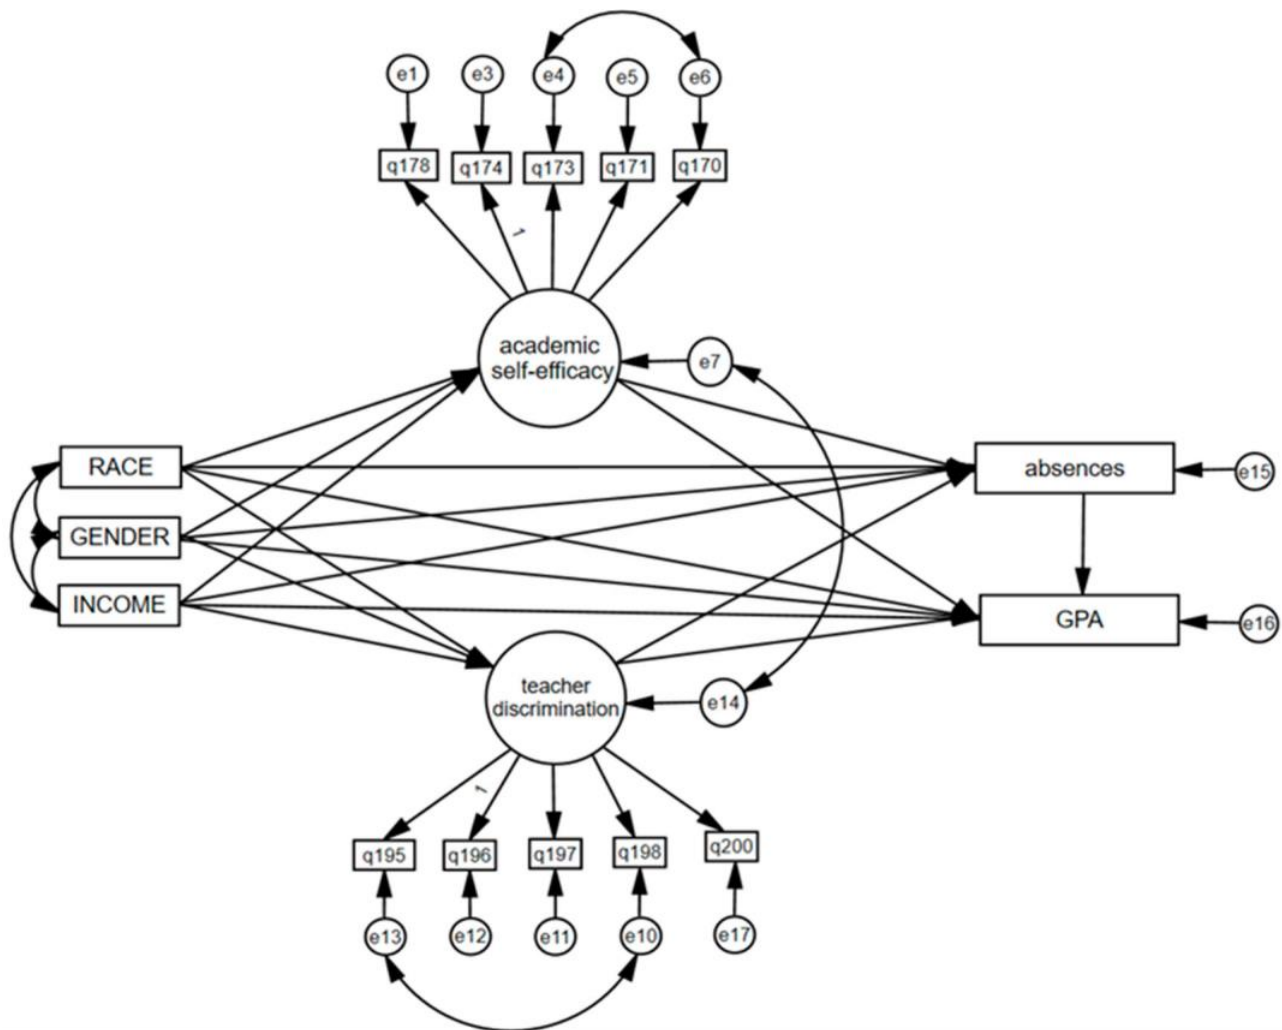 e1
e3
e4
e5
e6
q178
q174
q173
q171
q170
1
academic
self-efficacy
e7
RACE
absences
e15
GENDER
INCOME
GPA
e16
teacher
discrimination
e14
1
q195
q196
q197
q198
q200
e13
e12
e11
e10
e17